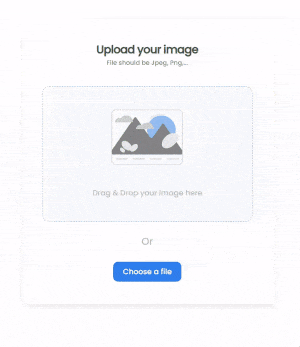 Upload your image
File should be Jpeg, Png,...
Drag & Drop your image here
Or
Choose a file